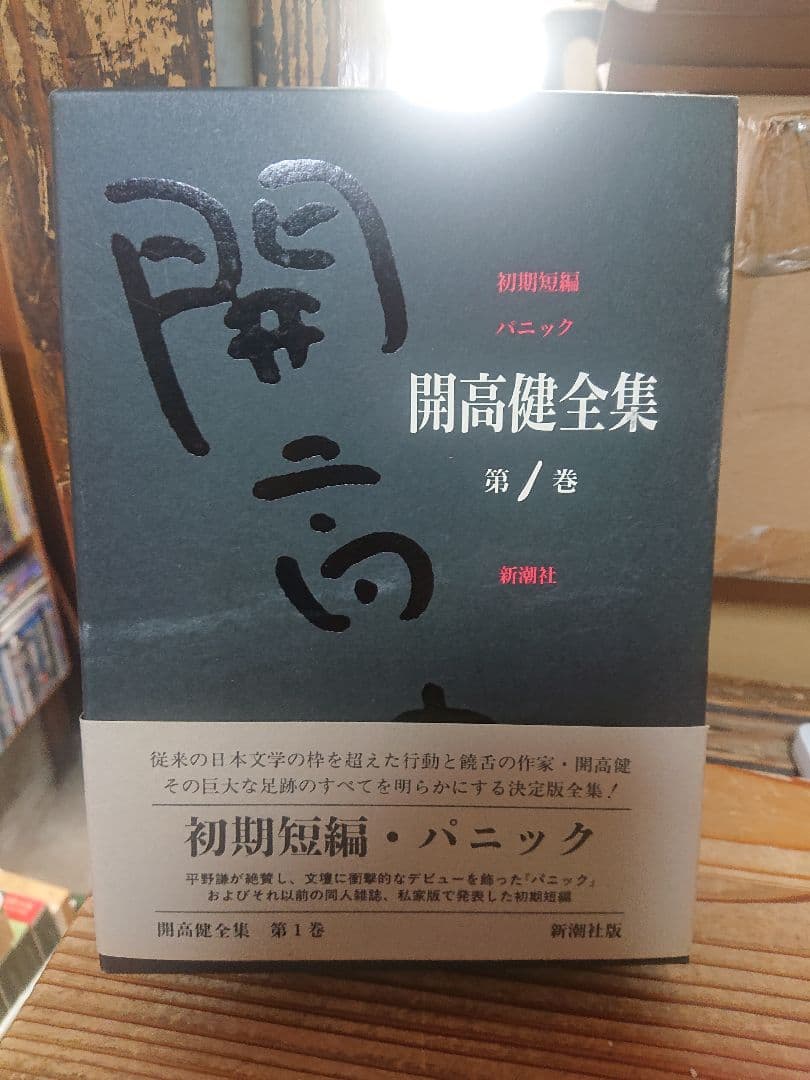 開高
初期短編
パニック
開高健全集
第1巻
新潮社
従来の日本文学の枠を超えた行動と饒舌の作家・開高健
その巨大な足跡のすべてを明らかにする決定版全集!
初期短編・パニック
平野謙が絶賛し、文壇に衝撃的なデビューを飾った『パニック』
およびそれ以前の同人雑誌、私家版で発表した初期短編
開高健全集 第1巻
新潮社版